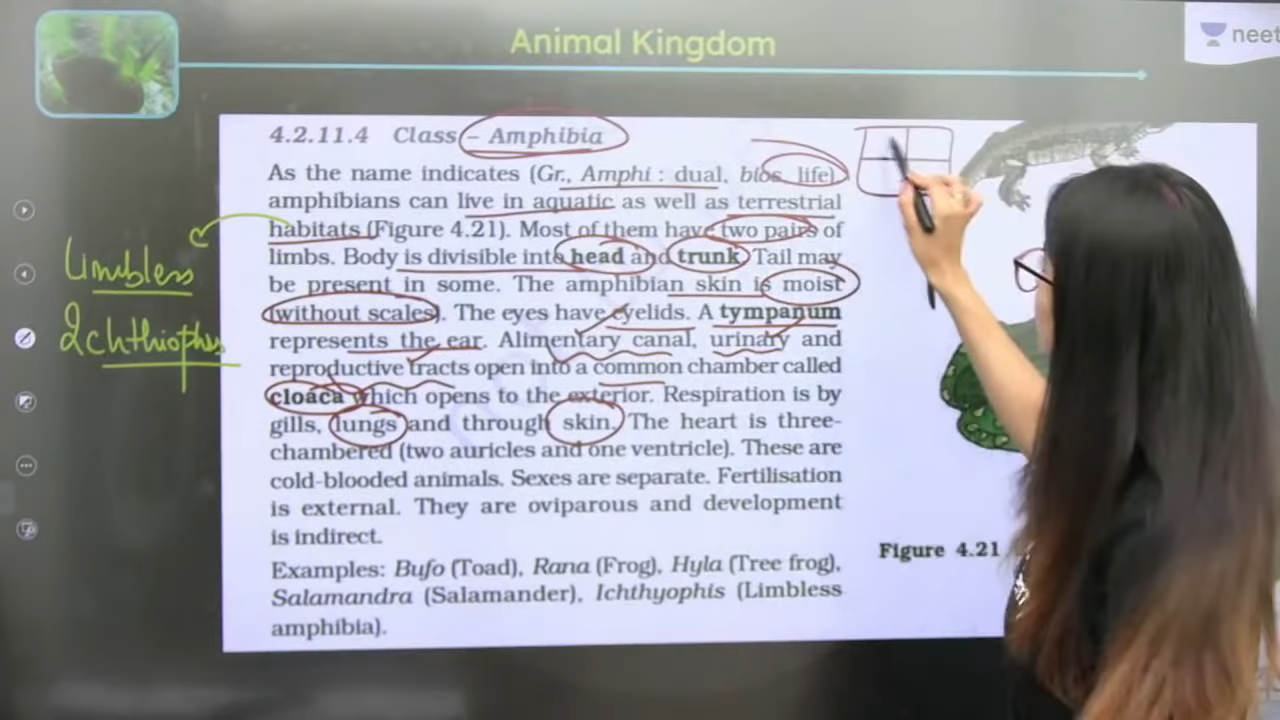 Animal Kingdom
neet
4.2.11.4 Class – Amphibia
As the name indicates (Gr., Amphi : dual, bios, life)
amphibians can live in aquatic as well as terrestrial
habitats (Figure 4.21). Most of them have two pairs of
limbs. Body is divisible into head and trunk. Tail may
be present in some. The amphibian skin is moist
(without scales). The eyes have eyelids. A tympanum
represents the ear. Alimentary canal, urinary and
reproductive tracts open into a common chamber called
cloaca which opens to the exterior. Respiration is by
gills, lungs and through skin. The heart is three-
chambered (two auricles and one ventricle). These are
cold-blooded animals. Sexes are separate. Fertilisation
is external. They are oviparous and development
is indirect.
Examples: Bufo (Toad), Rana (Frog), Hyla (Tree frog),
Salamandra (Salamander), Ichthyophis (Limbless
amphibia).
Limbless
Figure 4.21